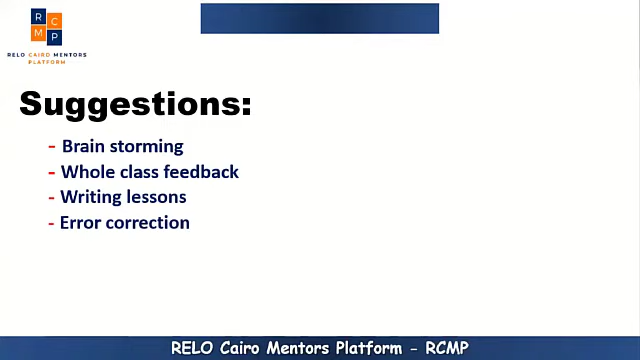 R C
M P
RELO CAIRO MENTORS
PLATFORM
Suggestions:
- Brain storming
- Whole class feedback
- Writing lessons
- Error correction
RELO Cairo Mentors Platform - RCMP